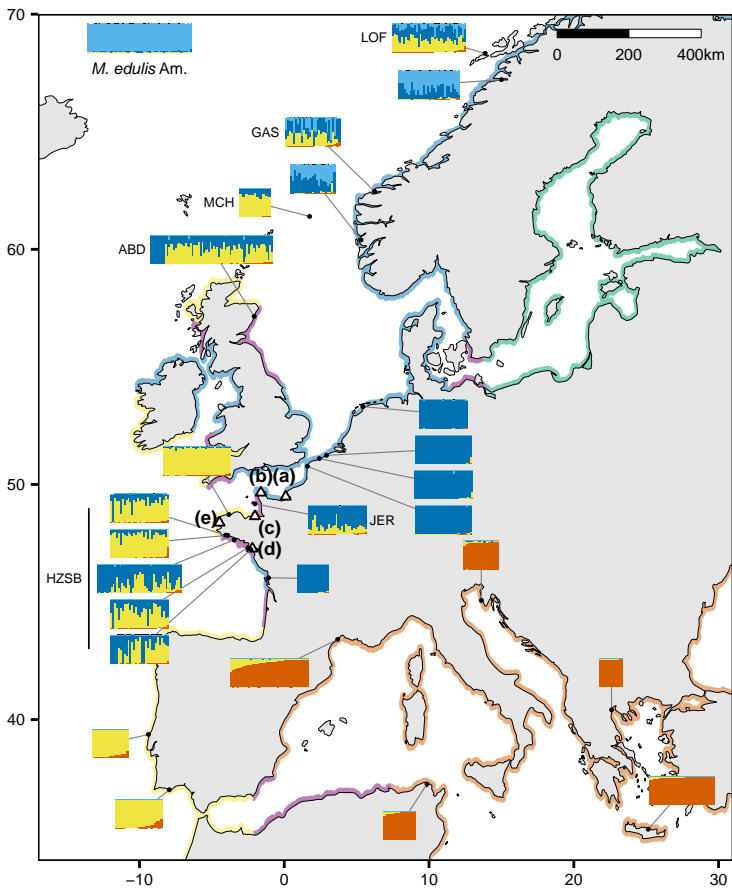 70
LOF
0 200 400km
M. edulis Am.
GAS
MCH
60
ABD
(b) (a)
50
(e)
JER
(c)
(d)
HZSB
40
−10 0 10 20 30